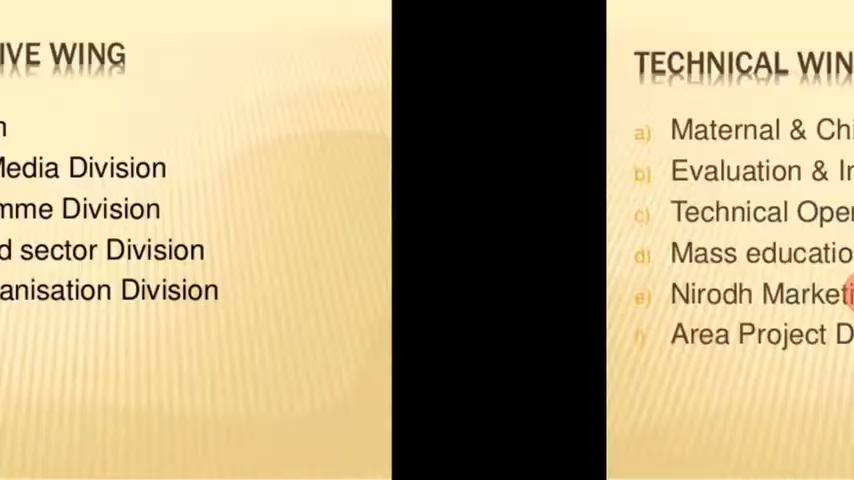 IVE WING
Media Division
mme Division
d sector Division
anisation Division
TECHNICAL WIN
a) Maternal & Chi
b) Evaluation & In
c) Technical Oper
d) Mass educatio
e) Nirodh Marketi
f) Area Project D